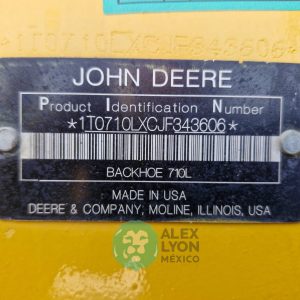 *1T0710LXCJF343606*
JOHN DEERE
Product Identification Number
*1T0710LXCJF343606*
BACKHOE 710L
MADE IN USA
DEERE & COMPANY, MOLINE, ILLINOIS, USA
ALEX
LYON
MÉXICO